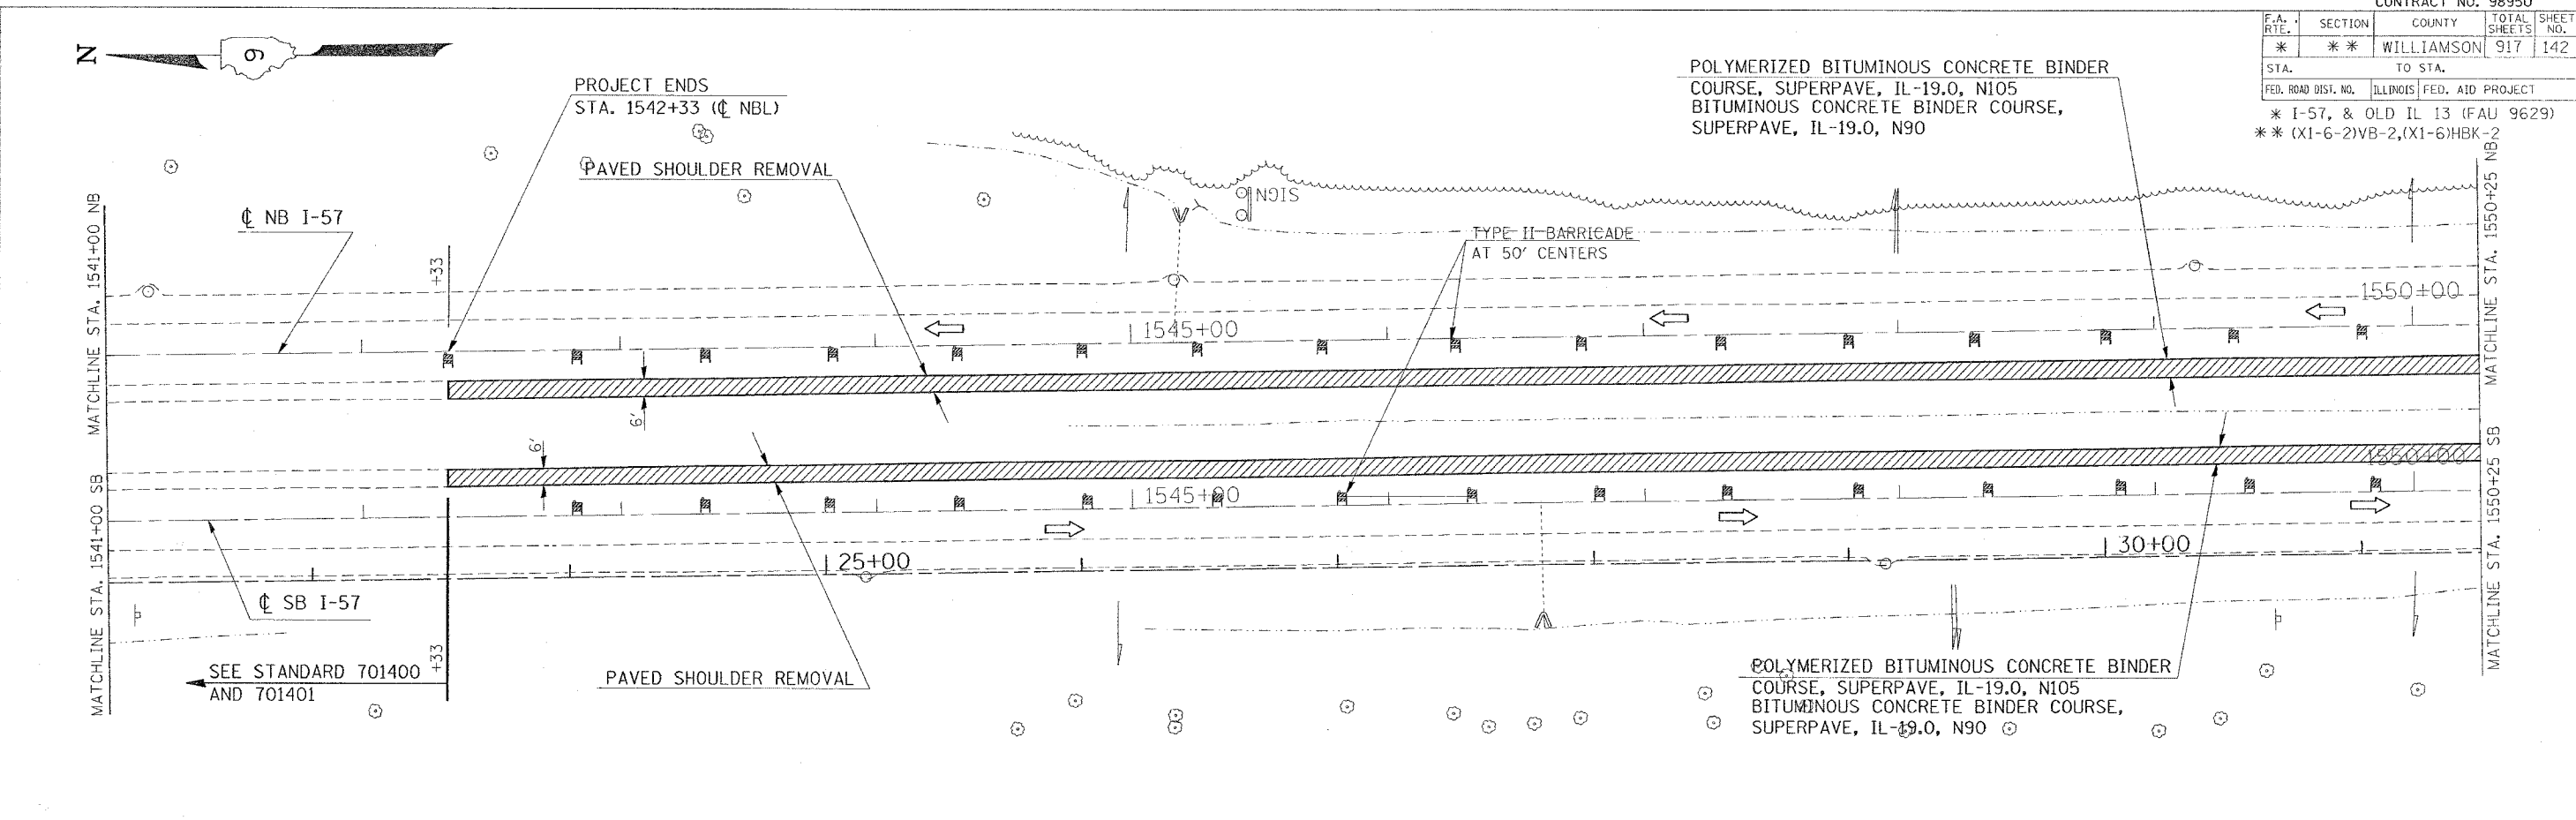 CONTRACT NO. 98950
F.A. RTE. SECTION COUNTY TOTAL SHEETS SHEET NO.
* ** WILLIAMSON 917 142
STA. TO STA.
FED. ROAD DIST. NO. ILLINOIS FED. AID PROJECT
* I-57, & OLD IL 13 (FAU 9629)
** (X1-6-2)VB-2,(X1-6)HBK-2
N
9
PROJECT ENDS
STA. 1542+33 (℄ NBL)
POLYMERIZED BITUMINOUS CONCRETE BINDER
COURSE, SUPERPAVE, IL-19.0, N105
BITUMINOUS CONCRETE BINDER COURSE,
SUPERPAVE, IL-19.0, N90
PAVED SHOULDER REMOVAL
℄ NB I-57
SIGN
TYPE II BARRICADE
AT 50' CENTERS
MATCHLINE STA. 1541+00 NB
MATCHLINE STA. 1550+25 NB
+33
1545+00
1550+00
6'
6'
1545+00
1550+00
25+00
30+00
MATCHLINE STA. 1541+00 SB
MATCHLINE STA. 1550+25 SB
℄ SB I-57
SEE STANDARD 701400
AND 701401
+33
PAVED SHOULDER REMOVAL
POLYMERIZED BITUMINOUS CONCRETE BINDER
COURSE, SUPERPAVE, IL-19.0, N105
BITUMINOUS CONCRETE BINDER COURSE,
SUPERPAVE, IL-19.0, N90